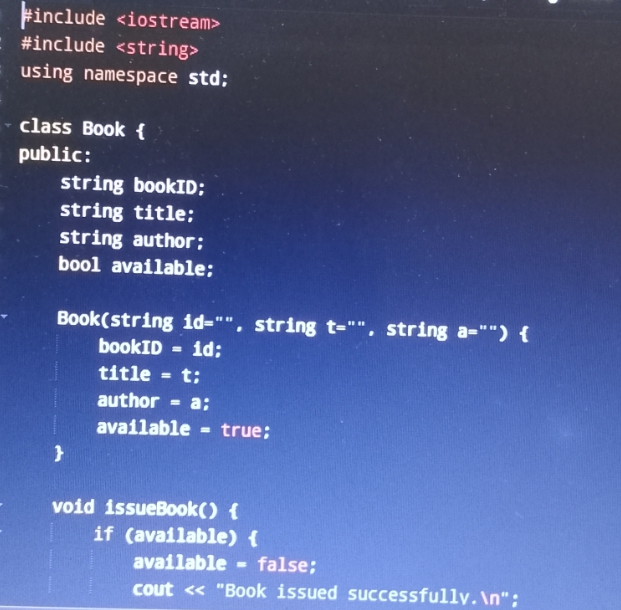 #include <iostream>
#include <string>
using namespace std;

class Book {
public:
    string bookID;
    string title;
    string author;
    bool available;

    Book(string id="", string t="", string a="") {
        bookID = id;
        title = t;
        author = a;
        available = true;
    }

    void issueBook() {
        if (available) {
            available = false;
            cout << "Book issued successfully.\n";